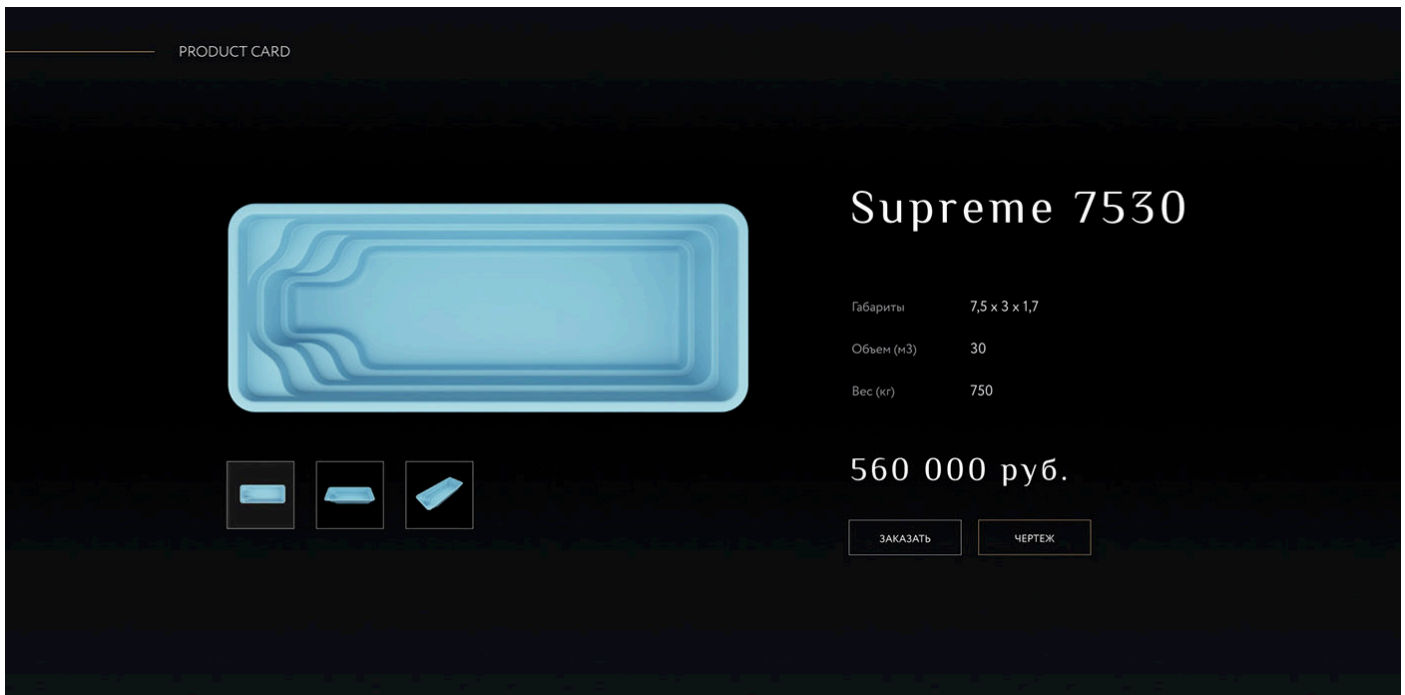 PRODUCT CARD
Supreme 7530
Габариты 7,5 x 3 x 1,7
Объем (м3) 30
Вес (кг) 750
560 000 руб.
ЗАКАЗАТЬ ЧЕРТЕЖ